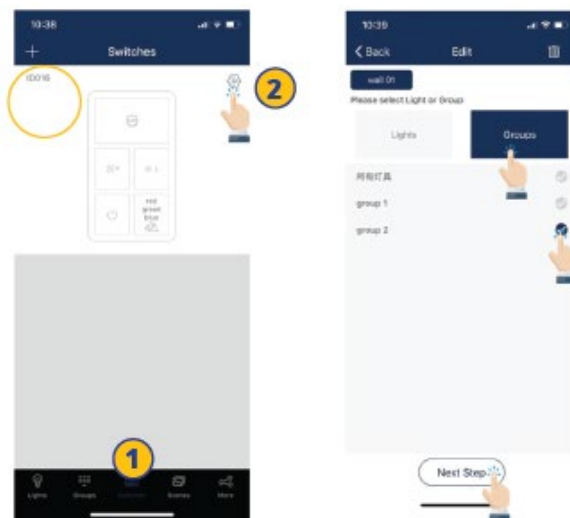 10:38
Switches
ID016
2
red
green
blue
1
Lights
Groups
Scenes
More
10:39
Back
Edit
wall 01
Please select Light or Group
Lights
Groups
所有灯具
group 1
group 2
Next Step